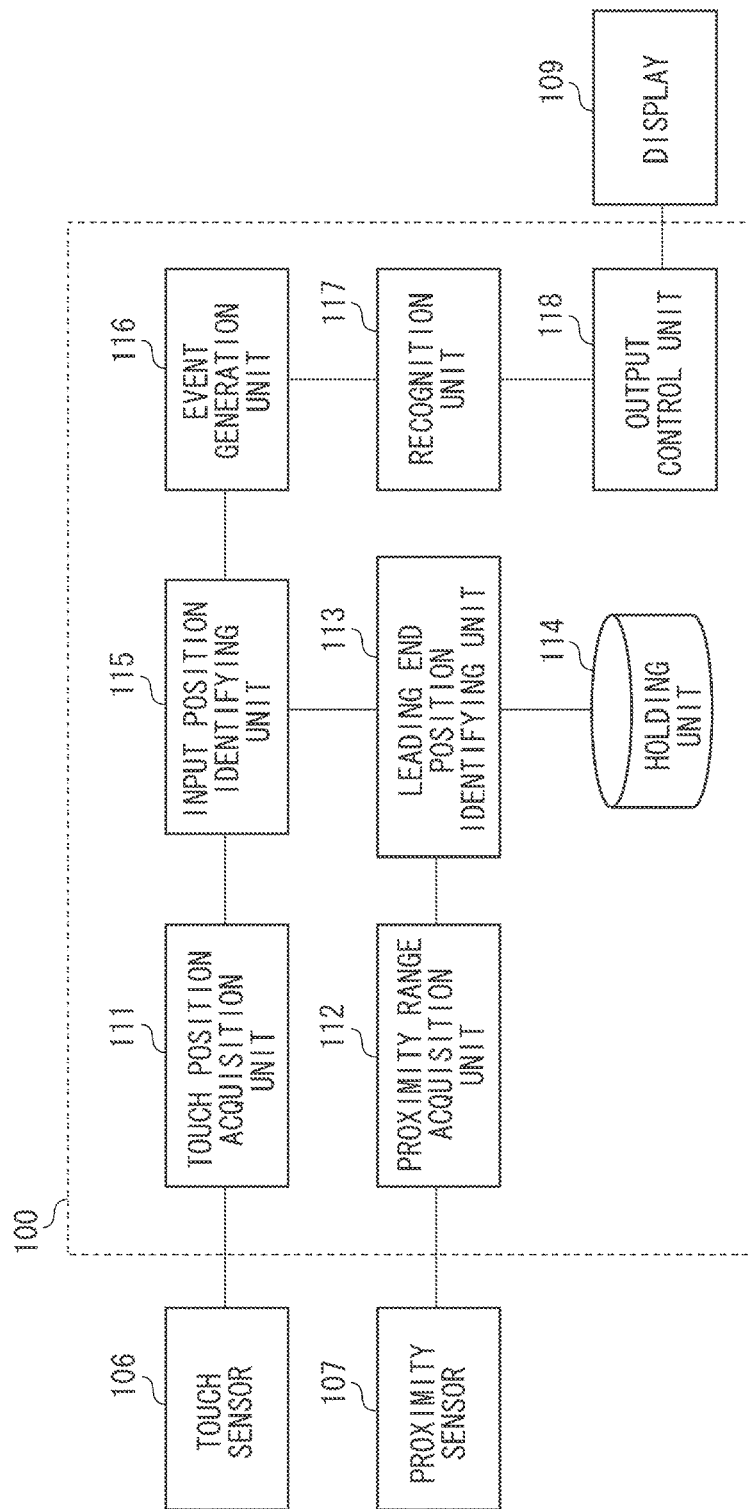 100
106
TOUCH
SENSOR
111
TOUCH POSITION
ACQUISITION
UNIT
115
INPUT POSITION
IDENTIFYING
UNIT
116
EVENT
GENERATION
UNIT
107
PROXIMITY
SENSOR
112
PROXIMITY RANGE
ACQUISITION
UNIT
113
LEADING END
POSITION
IDENTIFYING UNIT
117
RECOGNITION
UNIT
114
HOLDING
UNIT
118
OUTPUT
CONTROL UNIT
109
DISPLAY